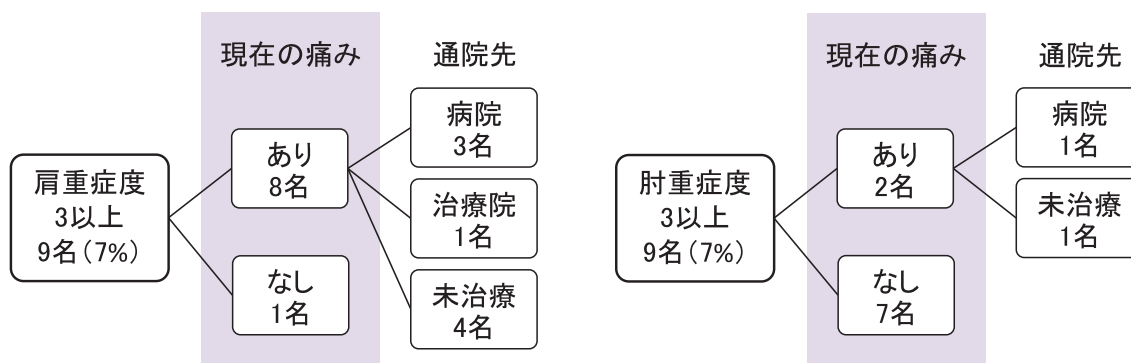 現在の痛み
通院先
肩重症度
3以上
9名(7%)
あり
8名
なし
1名
病院
3名
治療院
1名
未治療
4名
現在の痛み
通院先
肘重症度
3以上
9名(7%)
あり
2名
なし
7名
病院
1名
未治療
1名